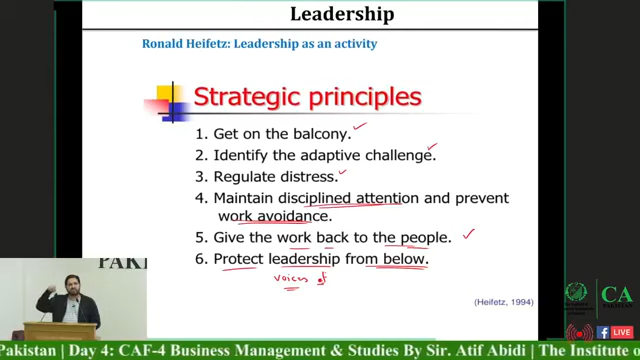 Leadership
Ronald Heifetz: Leadership as an activity
Strategic principles
1. Get on the balcony.
2. Identify the adaptive challenge.
3. Regulate distress.
4. Maintain disciplined attention and prevent
work avoidance.
5. Give the work back to the people.
6. Protect leadership from below.
voices of
(Heifetz, 1994)
PAK
CA
PAKISTAN
f LIVE
Pakistan | Day 4: CAF-4 Business Management & Studies By Sir. Atif Abidi | The Institute o